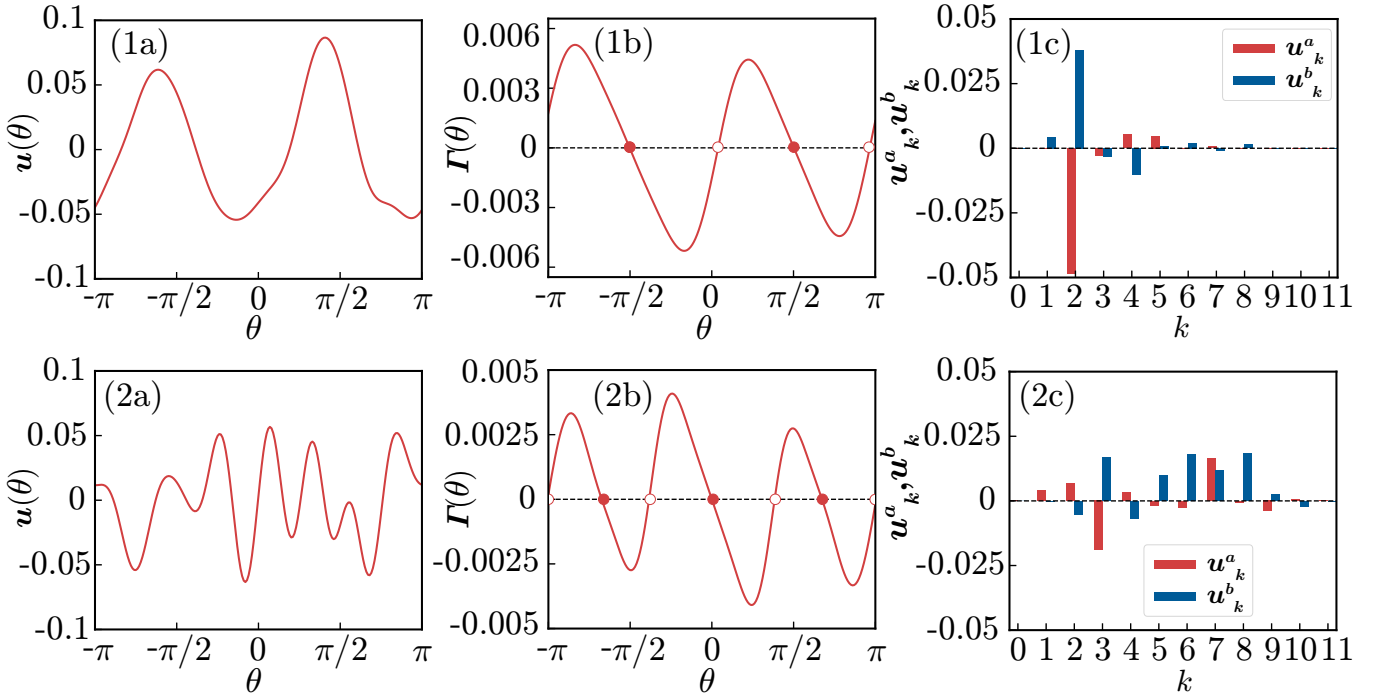 (1a)
0.1
0.05
0
-0.05
-0.1
u(θ)
-π -π/2 0 π/2 π
θ
(1b)
0.006
0.003
0
-0.003
-0.006
Γ(θ)
-π -π/2 0 π/2 π
θ
(1c)
0.05
0.025
0
-0.025
-0.05
u^a_k, u^b_k
u^a_k
u^b_k
0 1 2 3 4 5 6 7 8 9 10 11
k
(2a)
0.1
0.05
0
-0.05
-0.1
u(θ)
-π -π/2 0 π/2 π
θ
(2b)
0.005
0.0025
0
-0.0025
-0.005
Γ(θ)
-π -π/2 0 π/2 π
θ
(2c)
0.05
0.025
0
-0.025
-0.05
u^a_k, u^b_k
u^a_k
u^b_k
0 1 2 3 4 5 6 7 8 9 10 11
k